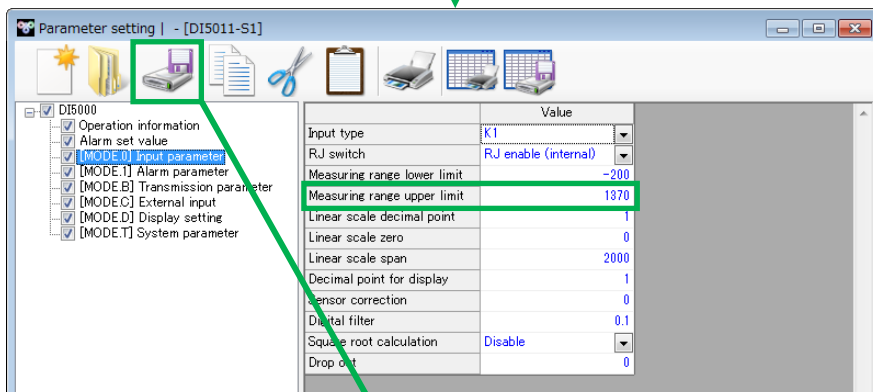 Parameter setting | - [DI5011-S1]
DI5000
Operation information
Alarm set value
[MODE.0] Input parameter
[MODE.1] Alarm parameter
[MODE.B] Transmission parameter
[MODE.C] External input
[MODE.D] Display setting
[MODE.T] System parameter
Value
Input type K1
RJ switch RJ enable (internal)
Measuring range lower limit -200
Measuring range upper limit 1370
Linear scale decimal point 1
Linear scale zero 0
Linear scale span 2000
Decimal point for display 1
Sensor correction 0
Digital filter 0.1
Square root calculation Disable
Drop out 0